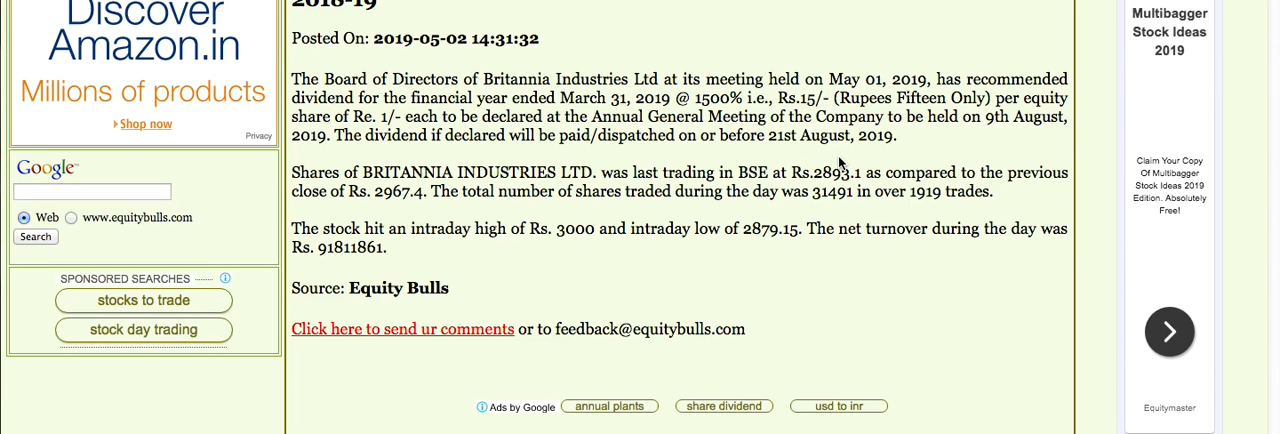 2018-19
Discover
Amazon.in
Millions of products
Shop now
Privacy
Google™
Web www.equitybulls.com
Search
SPONSORED SEARCHES
stocks to trade
stock day trading
Posted On: 2019-05-02 14:31:32
The Board of Directors of Britannia Industries Ltd at its meeting held on May 01, 2019, has recommended
dividend for the financial year ended March 31, 2019 @ 1500% i.e., Rs.15/- (Rupees Fifteen Only) per equity
share of Re. 1/- each to be declared at the Annual General Meeting of the Company to be held on 9th August,
2019. The dividend if declared will be paid/dispatched on or before 21st August, 2019.
Shares of BRITANNIA INDUSTRIES LTD. was last trading in BSE at Rs.2893.1 as compared to the previous
close of Rs. 2967.4. The total number of shares traded during the day was 31491 in over 1919 trades.
The stock hit an intraday high of Rs. 3000 and intraday low of 2879.15. The net turnover during the day was
Rs. 91811861.
Source: Equity Bulls
Click here to send ur comments or to feedback@equitybulls.com
Ads by Google annual plants share dividend usd to inr
Multibagger
Stock Ideas
2019
Claim Your Copy
Of Multibagger
Stock Ideas 2019
Edition. Absolutely
Free!
Equitymaster